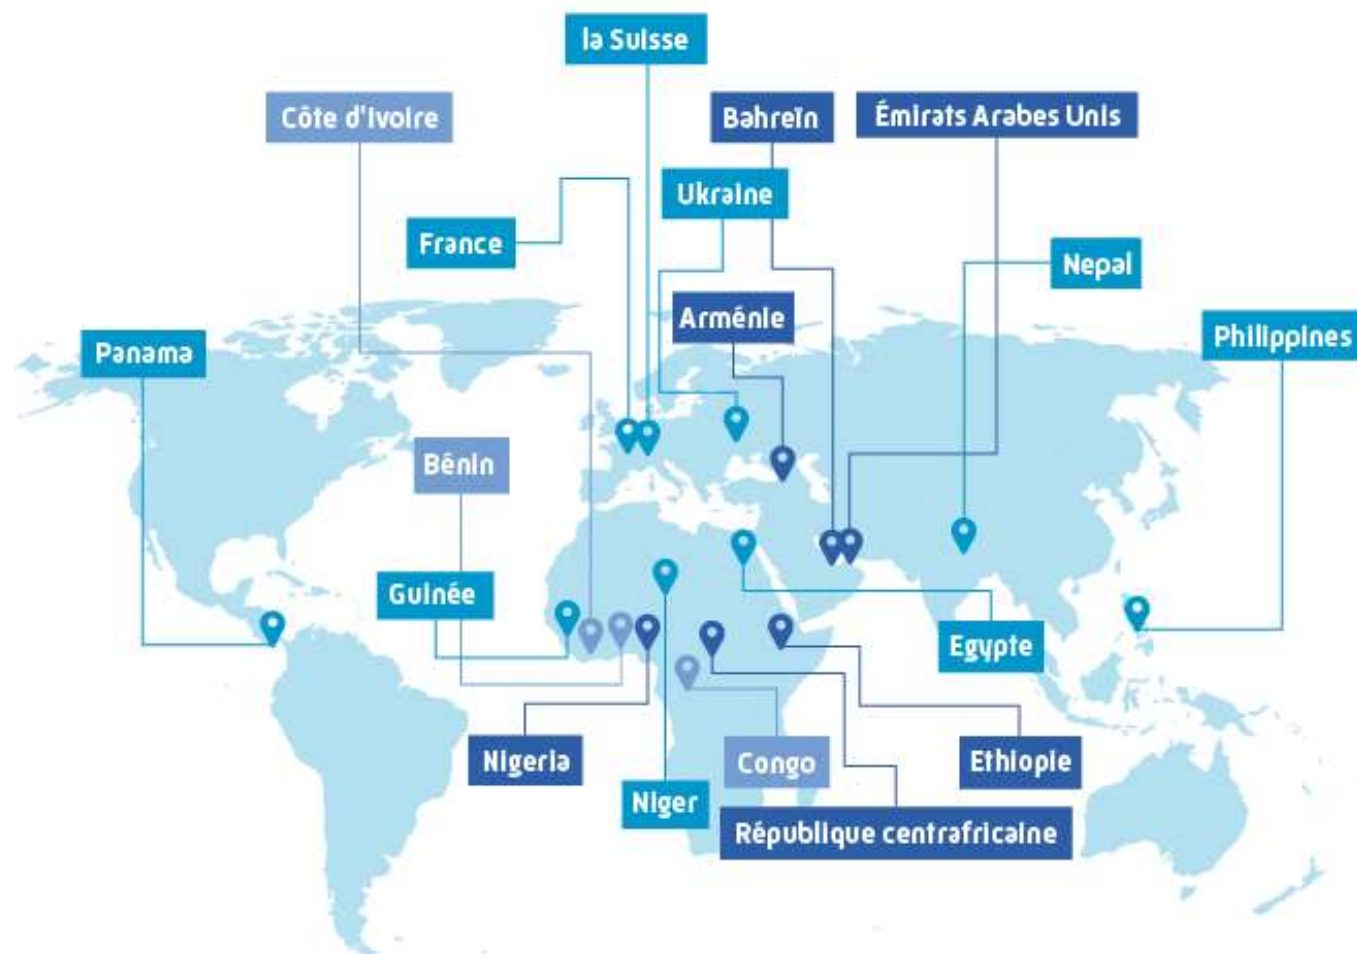 la Suisse
Côte d'Ivoire
Bahreïn
Émirats Arabes Unis
Ukraine
France
Nepal
Arménie
Philippines
Panama
Bénin
Guinée
Egypte
Nigeria
Congo
Ethiopie
Niger
République centrafricaine